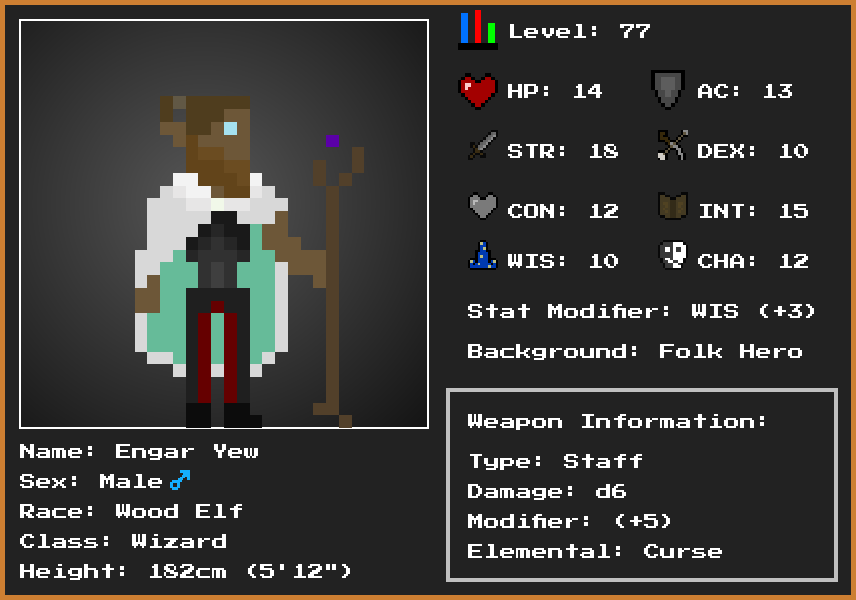 Level: 77
HP: 14
AC: 13
STR: 18
DEX: 10
CON: 12
INT: 15
WIS: 10
CHA: 12
Stat Modifier: WIS (+3)
Background: Folk Hero
Weapon Information:
Type: Staff
Damage: d6
Modifier: (+5)
Elemental: Curse
Name: Engar Yew
Sex: Male ♂
Race: Wood Elf
Class: Wizard
Height: 182cm (5'12")